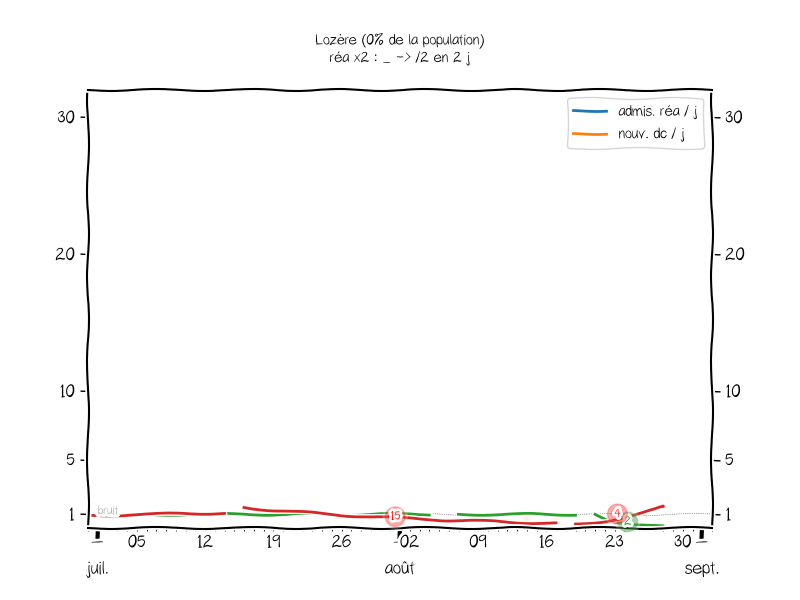 Lozère (0% de la population)
réa x2 : _ -> /2 en 2 j
admis. réa / j
nouv. dc / j
30
30
20
20
10
10
5
5
bruit
1
15
4
2
1
05 12 19 26 02 09 16 23 30
juil. août sept.